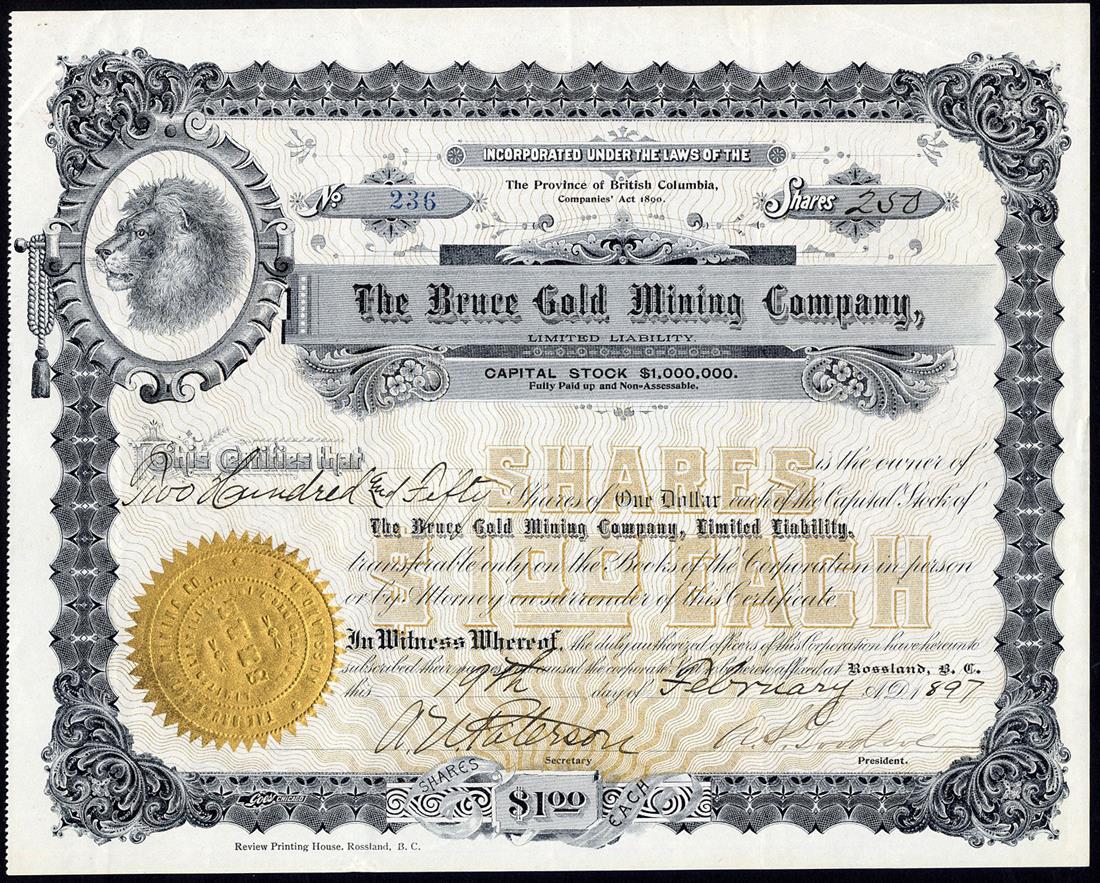 INCORPORATED UNDER THE LAWS OF THE
The Province of British Columbia,
Companies' Act 1890.
No 236
Shares 250
The Bruce Gold Mining Company,
LIMITED LIABILITY.
CAPITAL STOCK $1,000,000.
Fully Paid up and Non-Assessable.
This Certifies that is the owner of
Two Hundred and Fifty Shares of One Dollar each of the Capital Stock of
The Bruce Gold Mining Company, Limited Liability.
transferable only on the Books of the Corporation in person
or by Attorney on surrender of this Certificate.
SHARES
$100 EACH
In Witness Whereof, the duly authorized officers of this Corporation have hereunto
subscribed their names and caused the corporate Seal to be hereto affixed at Rossland, B. C.
this 19th day of February A.D. 1897
Paterson
Secretary
President.
SHARES
$1.00
EACH
Goes CHICAGO
Review Printing House, Rossland, B. C.